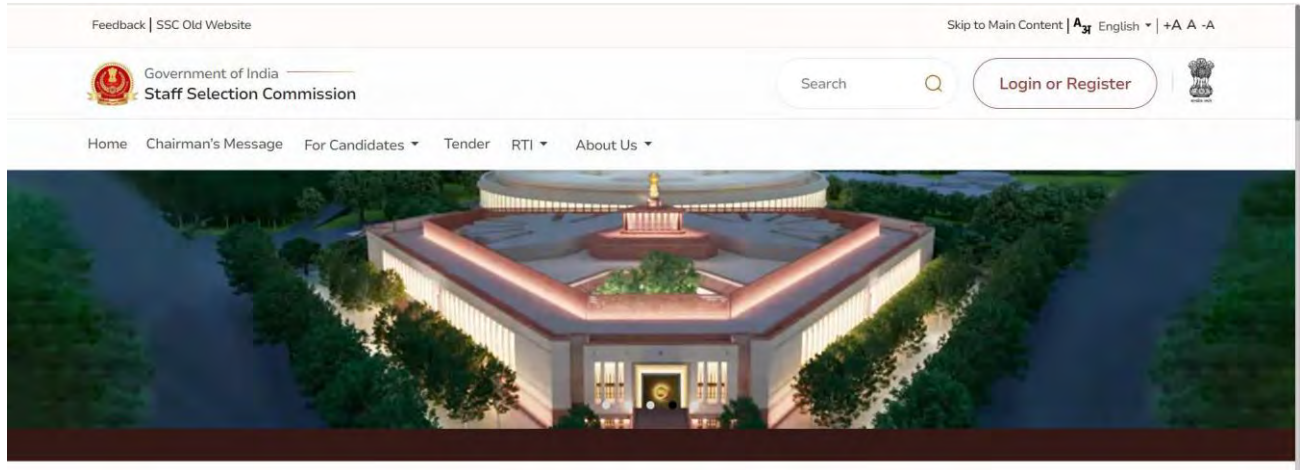 Feedback | SSC Old Website
Skip to Main Content | Aअ English | +A A -A
Government of India
Staff Selection Commission
Search
Login or Register
Home Chairman's Message For Candidates Tender RTI About Us